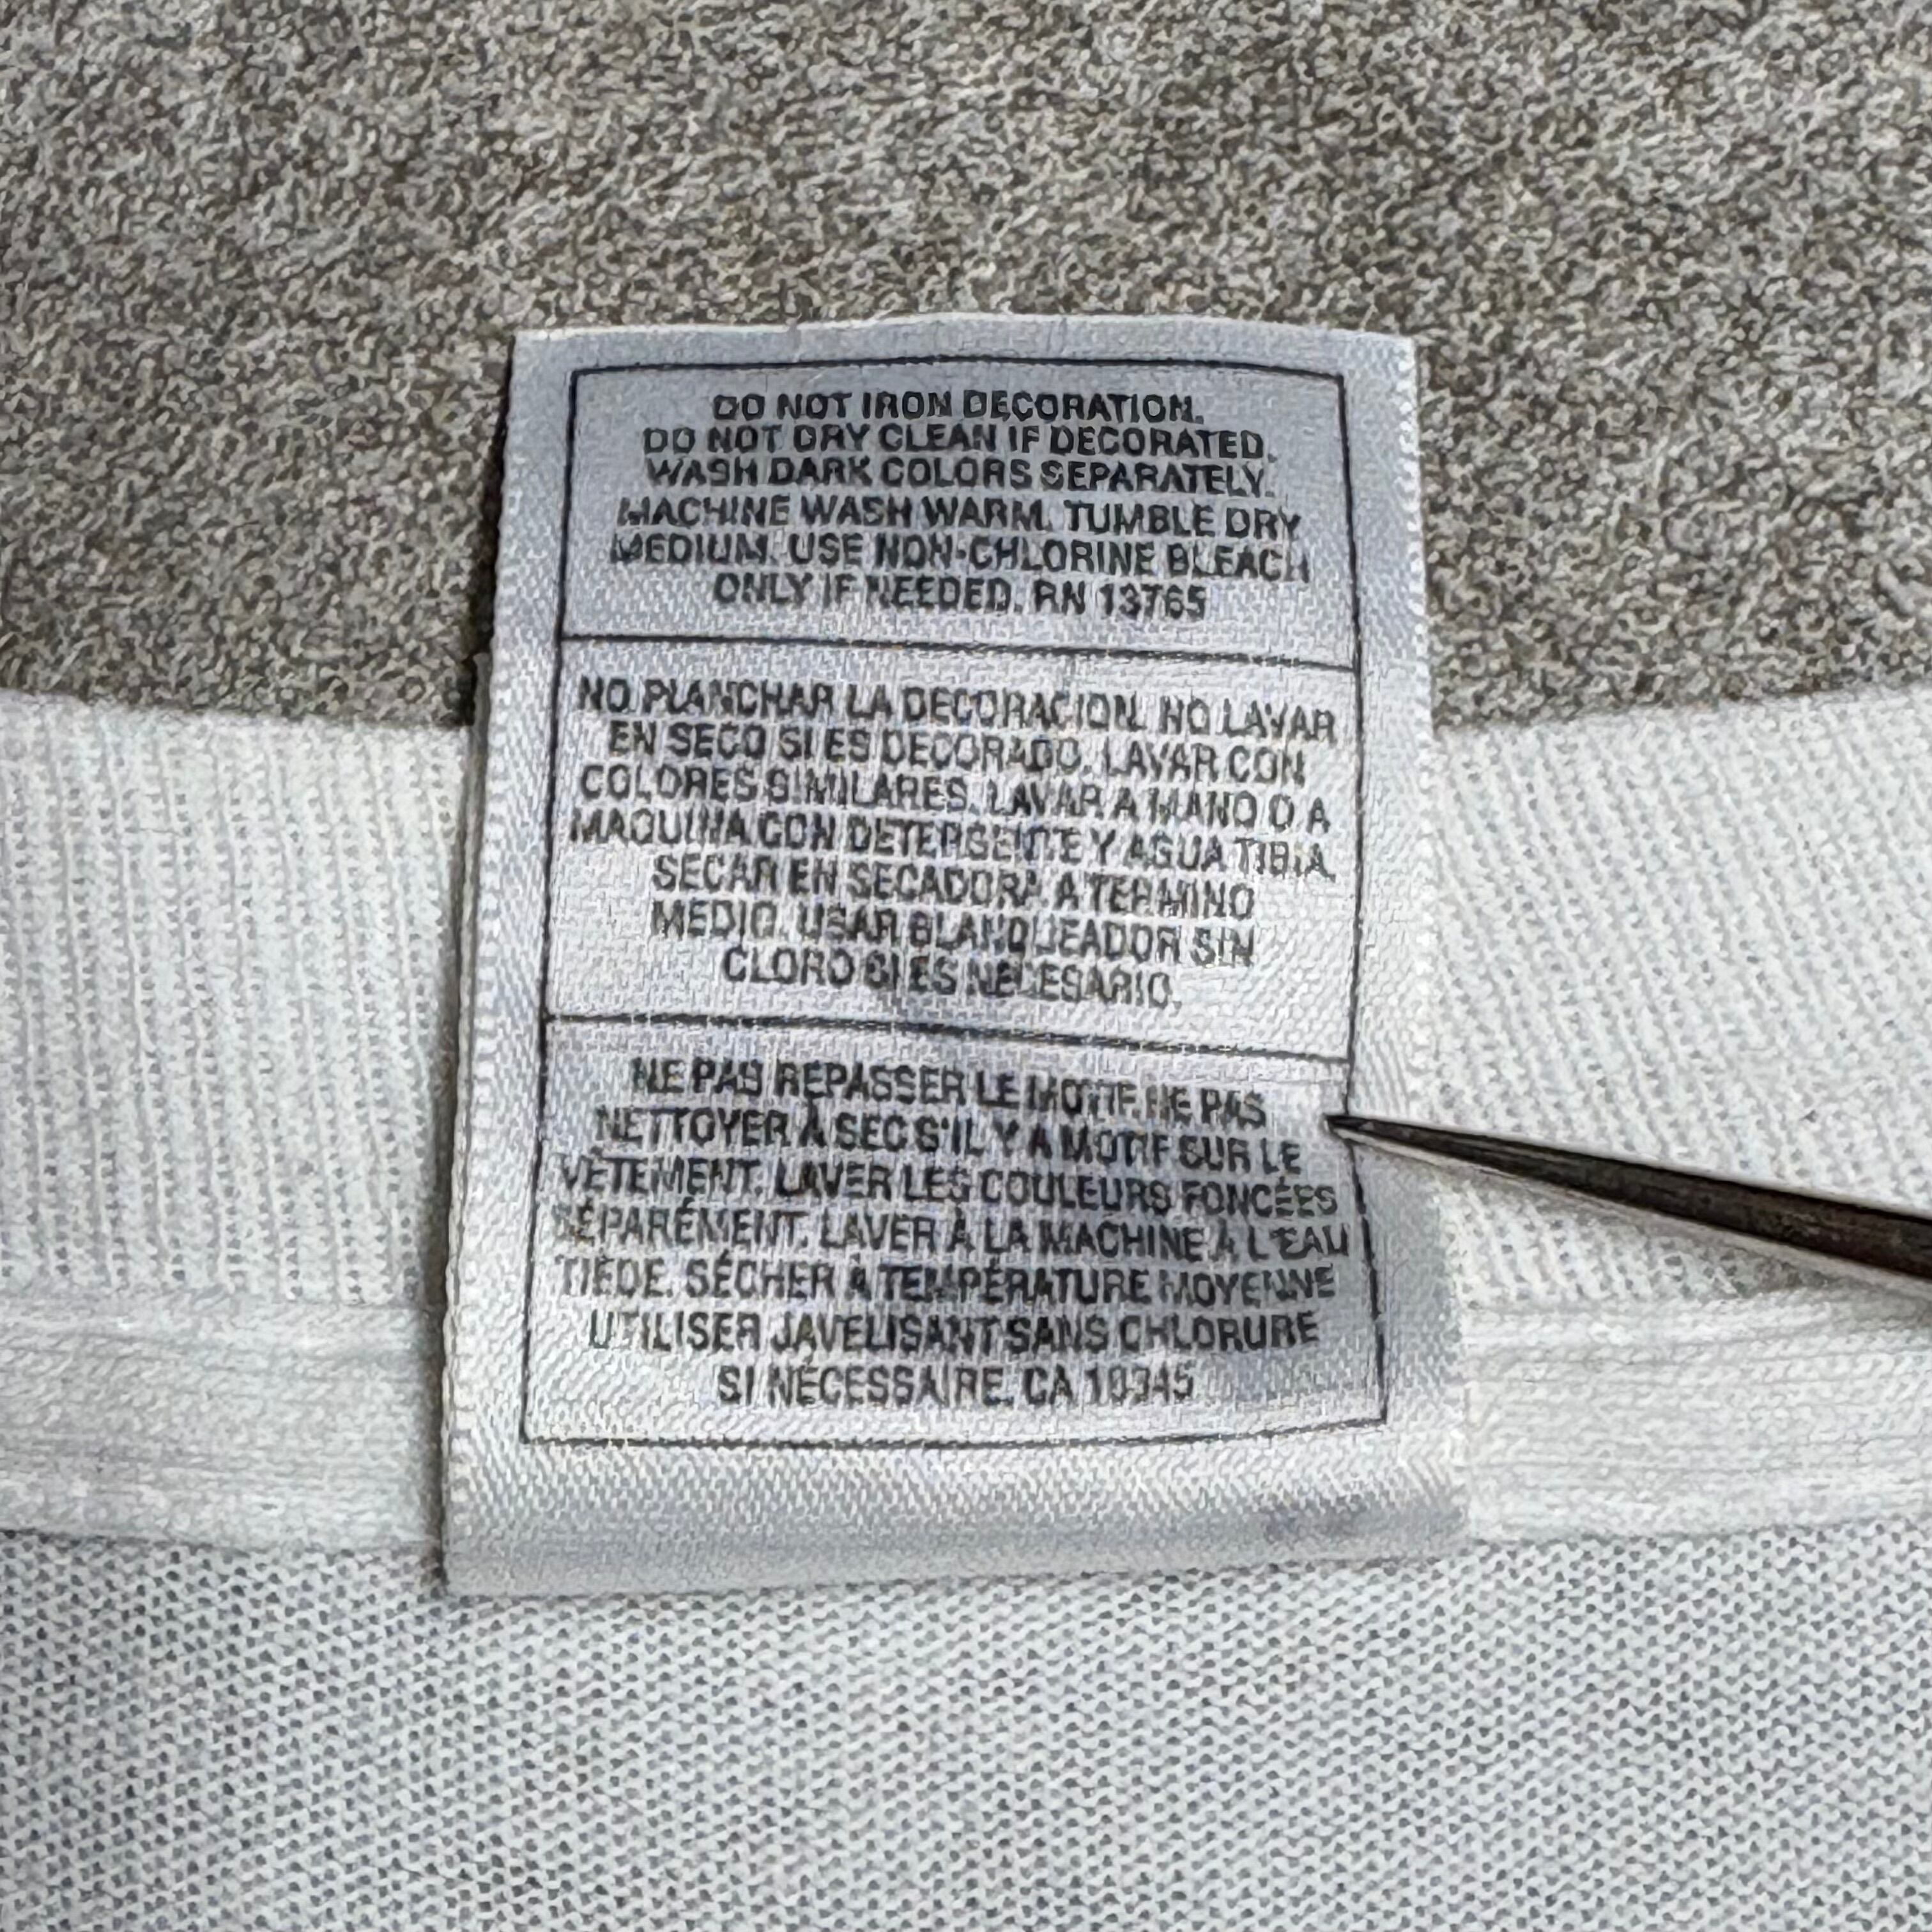 DO NOT IRON DECORATION.
DO NOT DRY CLEAN IF DECORATED.
WASH DARK COLORS SEPARATELY.
MACHINE WASH WARM. TUMBLE DRY
MEDIUM. USE NON-CHLORINE BLEACH
ONLY IF NEEDED. RN 13765
NO PLANCHAR LA DECORACION. NO LAVAR
EN SECO SI ES DECORADO. LAVAR CON
COLORES SIMILARES. LAVAR A MANO O A
MAQUINA CON DETERGENTE Y AGUA TIBIA.
SECAR EN SECADORA A TERMINO
MEDIO. USAR BLANQUEADOR SIN
CLORO SI ES NECESARIO.
NE PAS REPASSER LE MOTIF. NE PAS
NETTOYER À SEC S'IL Y A MOTIF SUR LE
VÊTEMENT. LAVER LES COULEURS FONCÉES
SÉPARÉMENT. LAVER À LA MACHINE À L'EAU
TIÈDE. SÉCHER À TEMPÉRATURE MOYENNE
UTILISER JAVELISANT SANS CHLORURE
SI NÉCESSAIRE. CA 10345